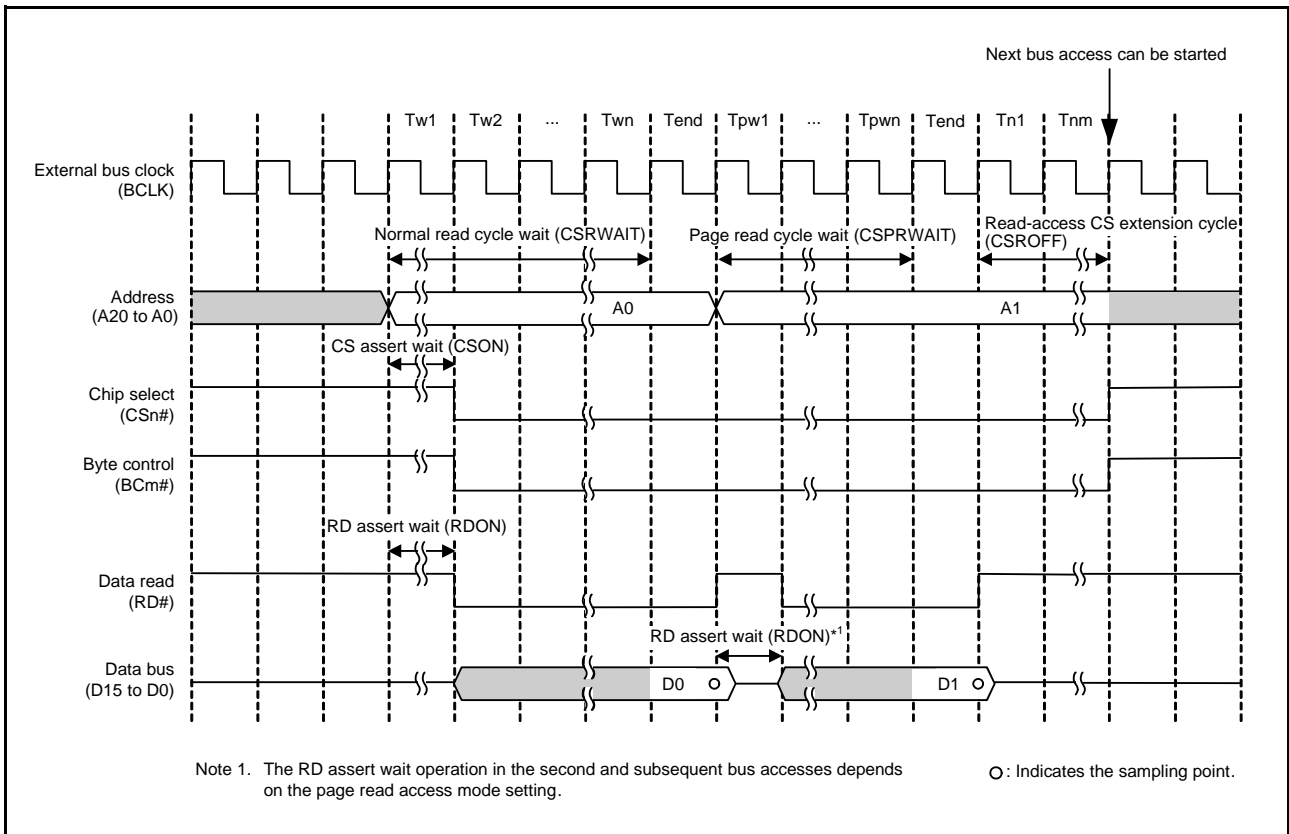 Next bus access can be started
Tw1 Tw2 ... Twn Tend Tpw1 ... Tpwn Tend Tn1 Tnm
External bus clock
(BCLK)
Normal read cycle wait (CSRWAIT)
Page read cycle wait (CSPRWAIT)
Read-access CS extension cycle
(CSROFF)
Address
(A20 to A0)
A0
A1
CS assert wait (CSON)
Chip select
(CSn#)
Byte control
(BCm#)
RD assert wait (RDON)
Data read
(RD#)
RD assert wait (RDON)*1
Data bus
(D15 to D0)
D0
D1
Note 1. The RD assert wait operation in the second and subsequent bus accesses depends
on the page read access mode setting.
: Indicates the sampling point.